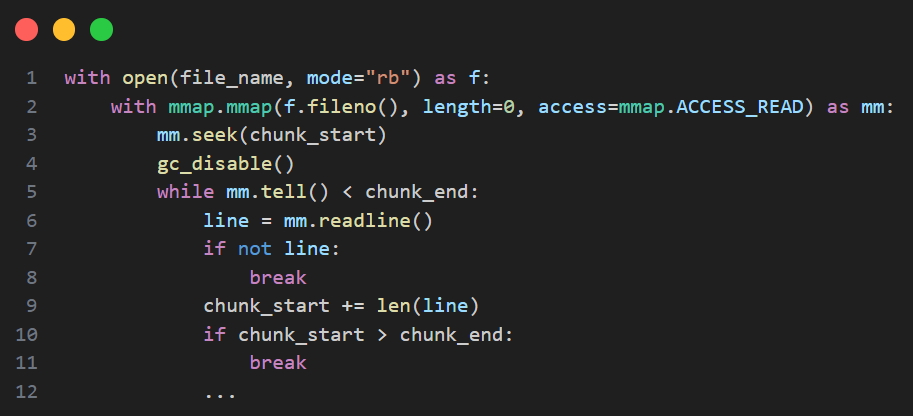 1 with open(file_name, mode="rb") as f:
2     with mmap.mmap(f.fileno(), length=0, access=mmap.ACCESS_READ) as mm:
3         mm.seek(chunk_start)
4         gc_disable()
5         while mm.tell() < chunk_end:
6             line = mm.readline()
7             if not line:
8                 break
9             chunk_start += len(line)
10             if chunk_start > chunk_end:
11                 break
12             ...